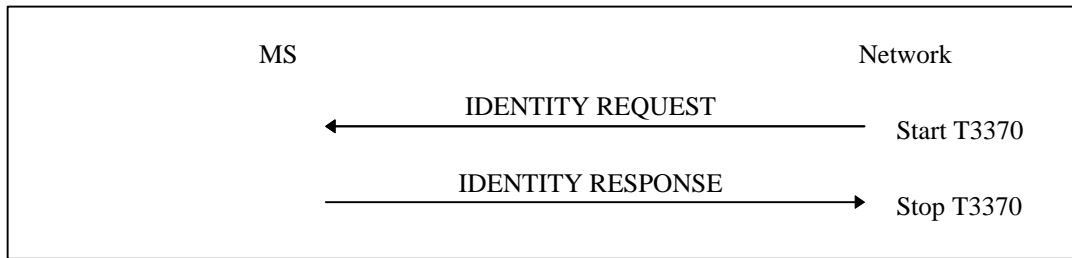 MS Network
IDENTITY REQUEST
Start T3370
IDENTITY RESPONSE
Stop T3370